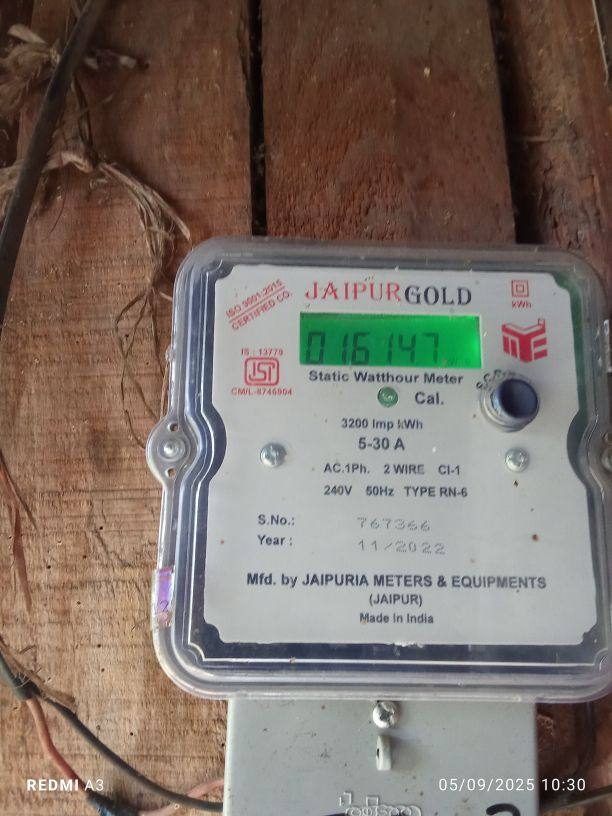 JAIPURGOLD
ISO 9001:2015
CERTIFIED CO.
kWh
016147
IS : 13779
ISI
CM/L-8746904
Static Watthour Meter
Cal.
3200 Imp kWh
5-30 A
AC.1Ph. 2 WIRE Cl-1
240V 50Hz TYPE RN-6
S.No.: 767366
Year : 11/2022
Mfd. by JAIPURIA METERS & EQUIPMENTS
(JAIPUR)
Made in India
REDMI A3
05/09/2025 10:30